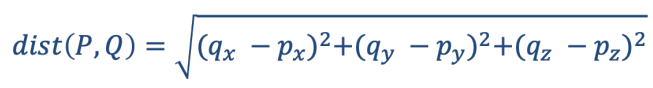 dist(P,Q) = √((q_x − p_x)²+(q_y − p_y)²+(q_z − p_z)²)